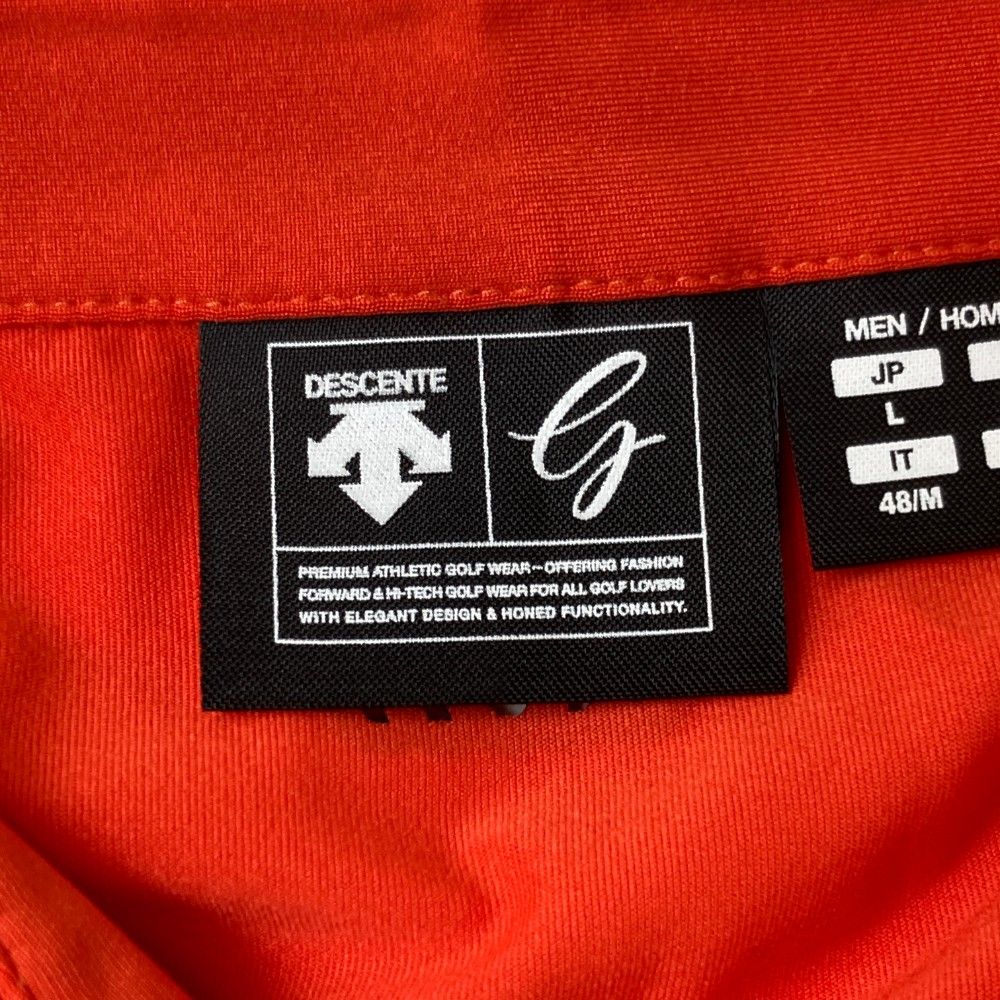 DESCENTE
G
PREMIUM ATHLETIC GOLF WEAR-OFFERING FASHION
FORWARD & HI-TECH GOLF WEAR FOR ALL GOLF LOVERS
WITH ELEGANT DESIGN & HONED FUNCTIONALITY.
MEN / HOM
JP
L
IT
48/M